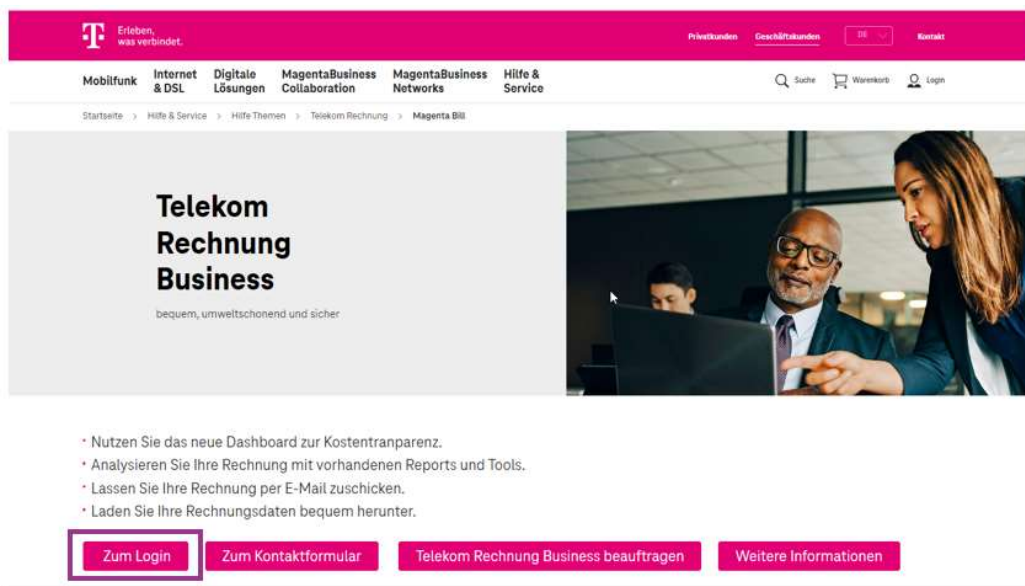 Erleben,
was verbindet.
Privatkunden Geschäftskunden DE Kontakt
Mobilfunk Internet & DSL Digitale Lösungen MagentaBusiness Collaboration MagentaBusiness Networks Hilfe & Service
Suche Warenkorb Login
Startseite > Hilfe & Service > Hilfe Themen > Telekom Rechnung > Magenta Bill
Telekom
Rechnung
Business
bequem, umweltschonend und sicher
• Nutzen Sie das neue Dashboard zur Kostentranparenz.
• Analysieren Sie Ihre Rechnung mit vorhandenen Reports und Tools.
• Lassen Sie Ihre Rechnung per E-Mail zuschicken.
• Laden Sie Ihre Rechnungsdaten bequem herunter.
Zum Login Zum Kontaktformular Telekom Rechnung Business beauftragen Weitere Informationen